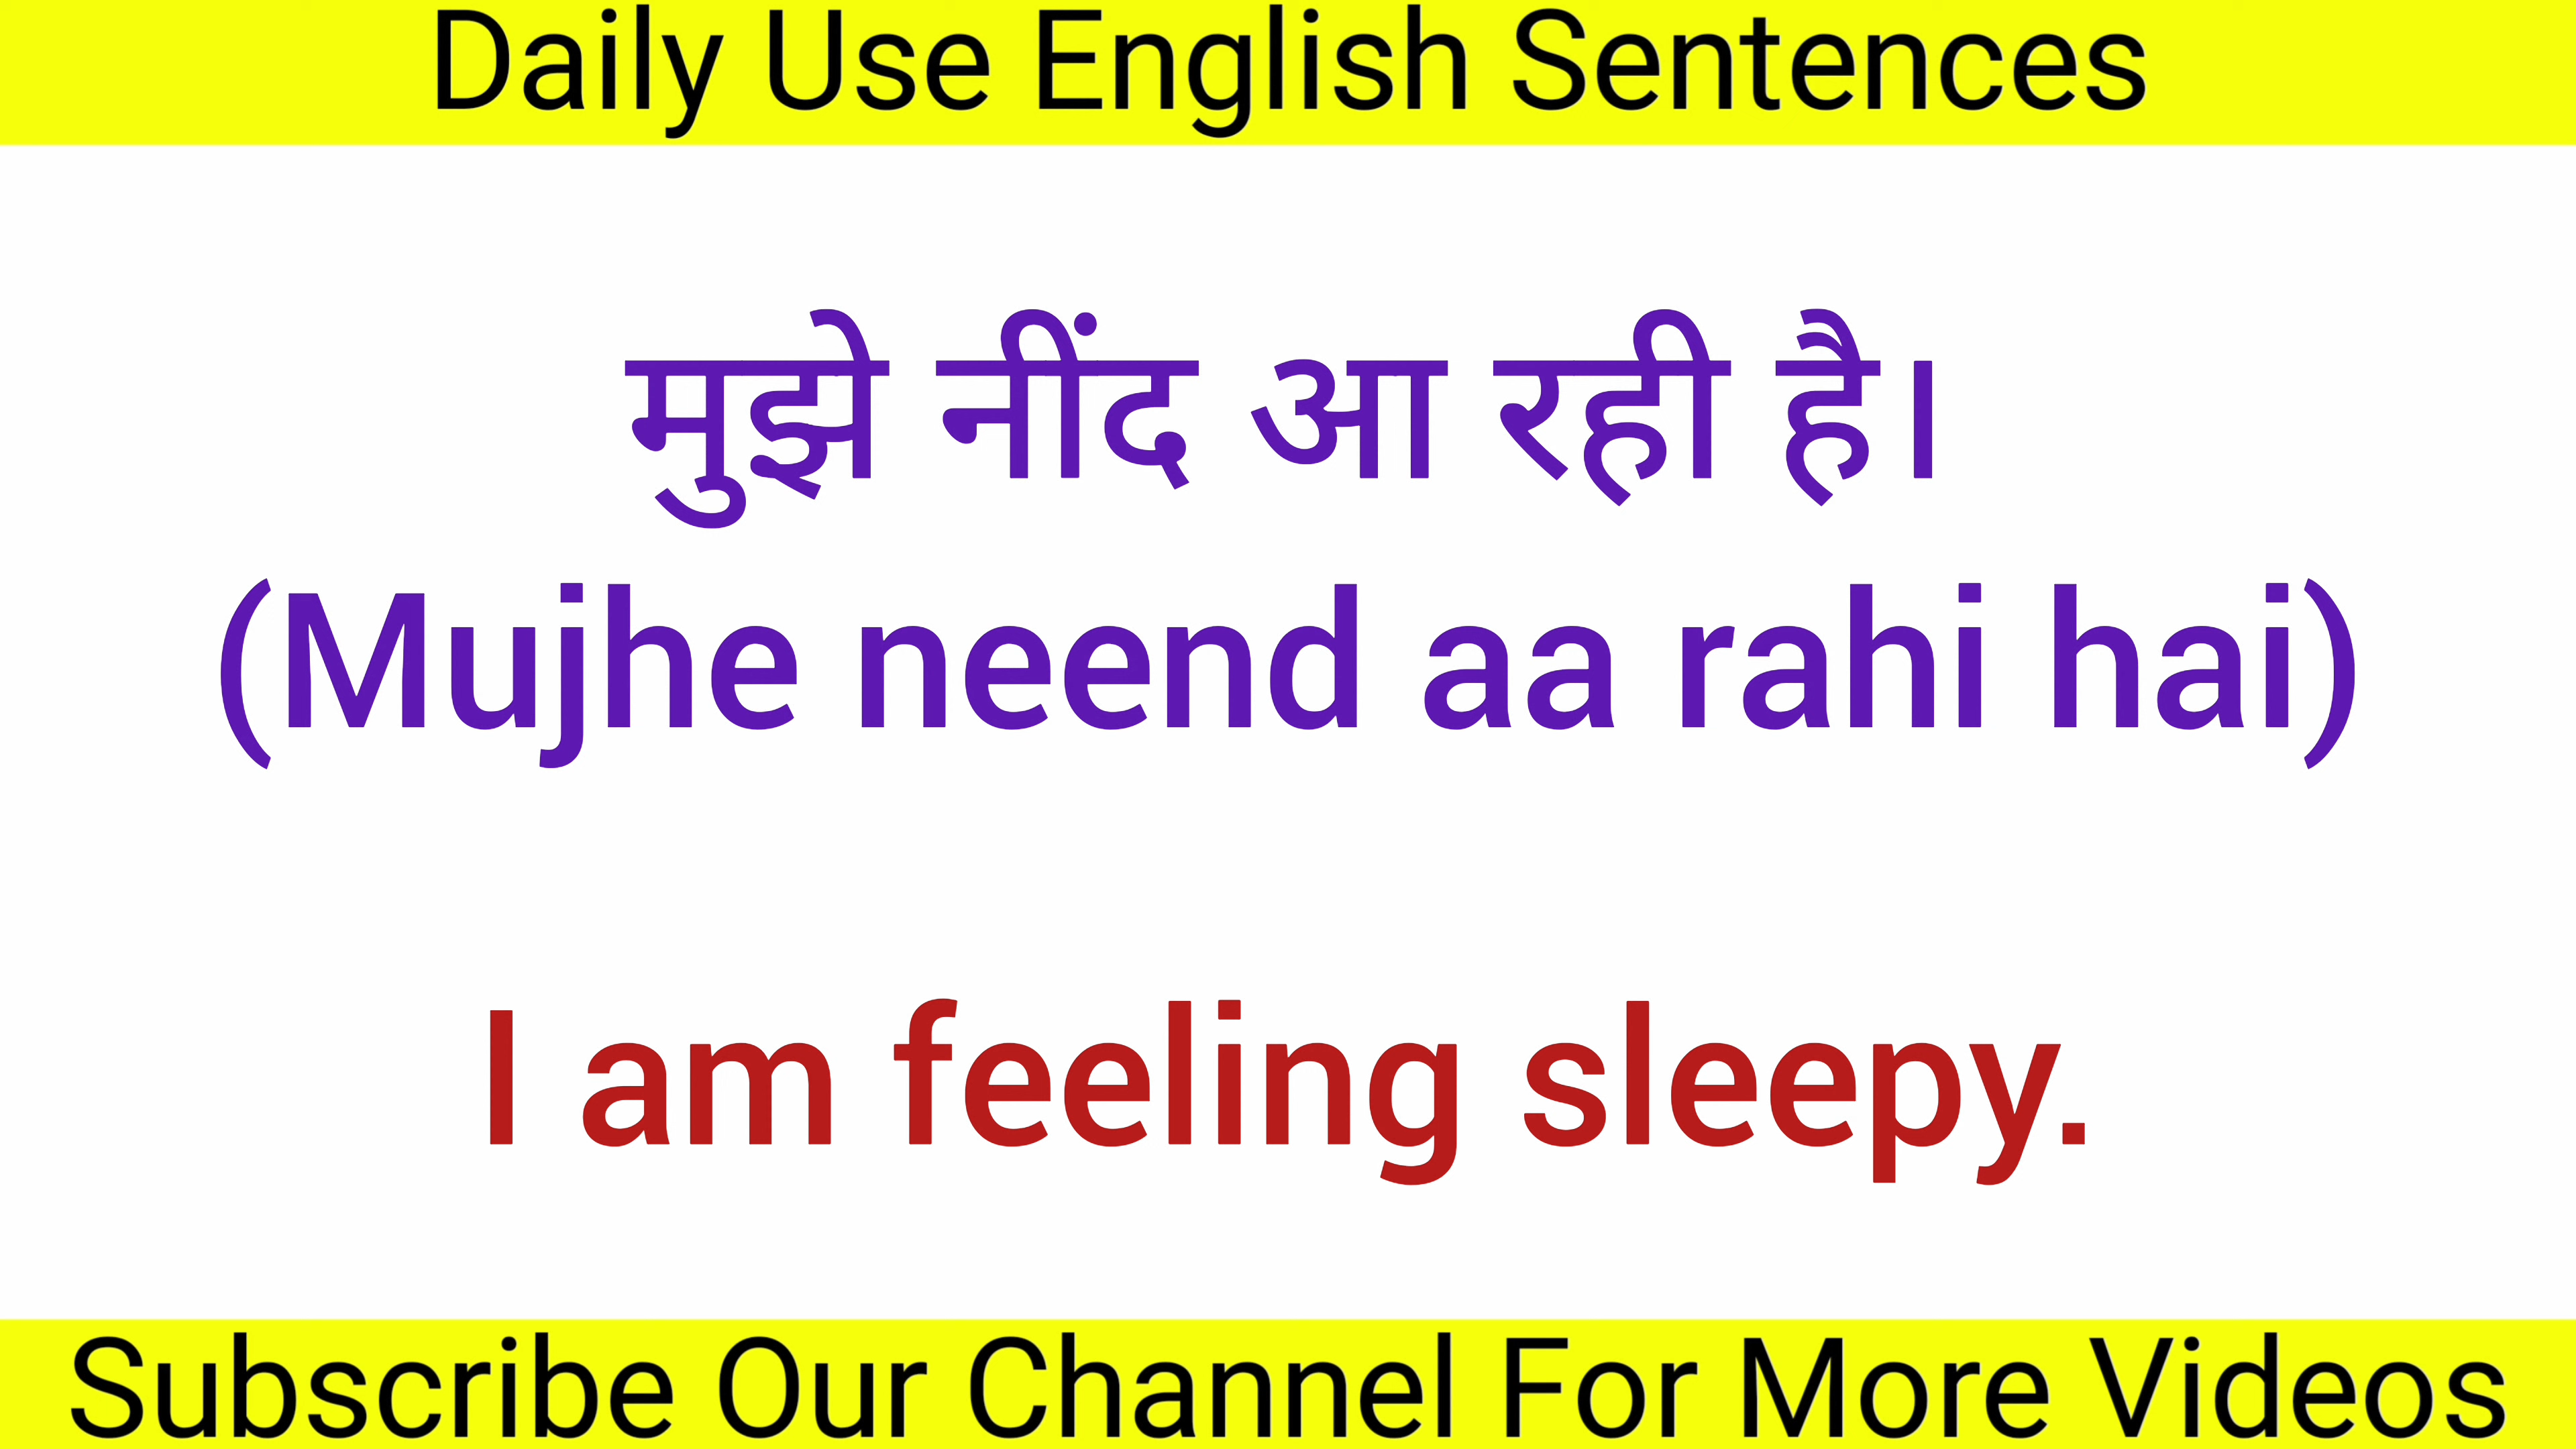 Daily Use English Sentences
मुझे नींद आ रही है।
(Mujhe neend aa rahi hai)
I am feeling sleepy.
Subscribe Our Channel For More Videos